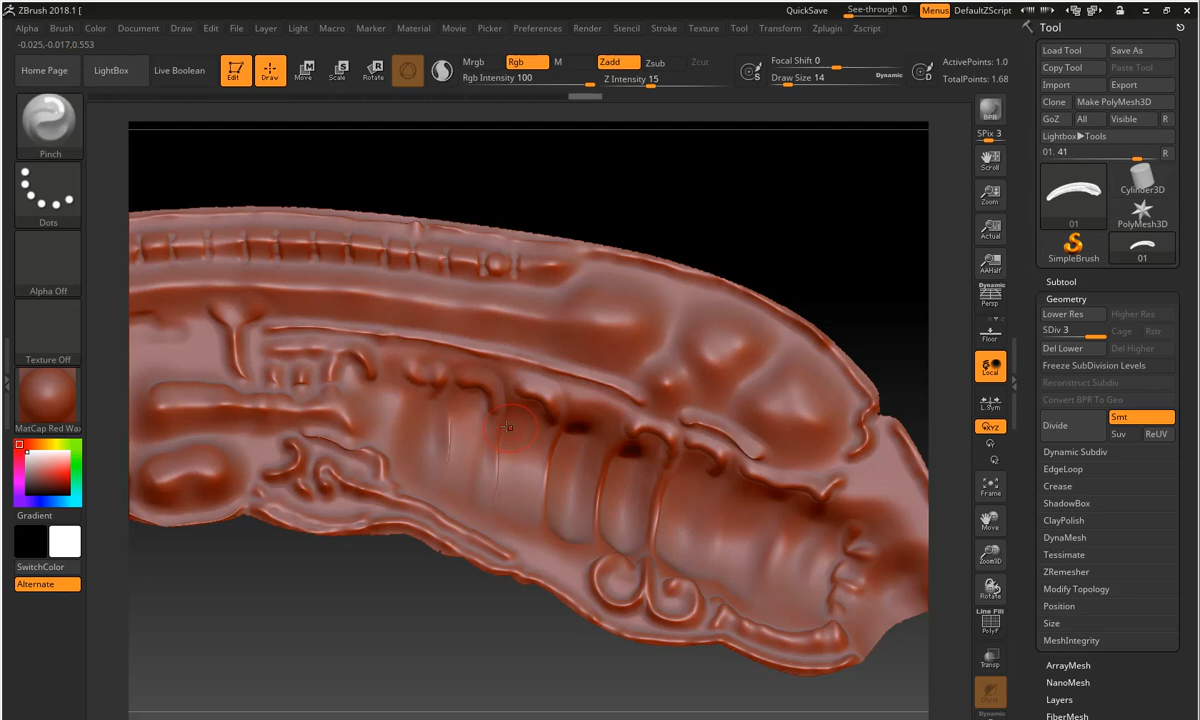 ZBrush 2018.1 [
QuickSave See-through 0 Menus DefaultZScript
Alpha Brush Color Document Draw Edit File Layer Light Macro Marker Material Movie Picker Preferences Render Stencil Stroke Texture Tool Transform Zplugin Zscript
-0.025,-0.017,0.553
Home Page LightBox Live Boolean
Edit Draw Move Scale Rotate
Mrgb Rgb M
Rgb Intensity 100
Zadd Zsub Zcut
Z Intensity 15
S
Focal Shift 0
Draw Size 14 Dynamic
D
ActivePoints: 1.0
TotalPoints: 1.68
Pinch
Dots
Alpha Off
Texture Off
MatCap Red Wax
Gradient
SwitchColor
Alternate
BPR
SPix 3
Scroll
Zoom
Actual
AAHalf
Dynamic
Persp
Floor
Local
L.Sym
XYZ
Y
Z
Frame
Move
Zoom3D
Rotate
Line Fill
PolyF
Transp
Ghost
Dynamic
Tool
Load Tool Save As
Copy Tool Paste Tool
Import Export
Clone Make PolyMesh3D
GoZ All Visible R
Lightbox▶Tools
01. 41 R
01 Cylinder3D
PolyMesh3D
SimpleBrush 01
Subtool
Geometry
Lower Res Higher Res
SDiv 3 Cage Rstr
Del Lower Del Higher
Freeze SubDivision Levels
Reconstruct Subdiv
Convert BPR To Geo
Divide Smt
Suv ReUV
Dynamic Subdiv
EdgeLoop
Crease
ShadowBox
ClayPolish
DynaMesh
Tessimate
ZRemesher
Modify Topology
Position
Size
MeshIntegrity
ArrayMesh
NanoMesh
Layers
FiberMesh